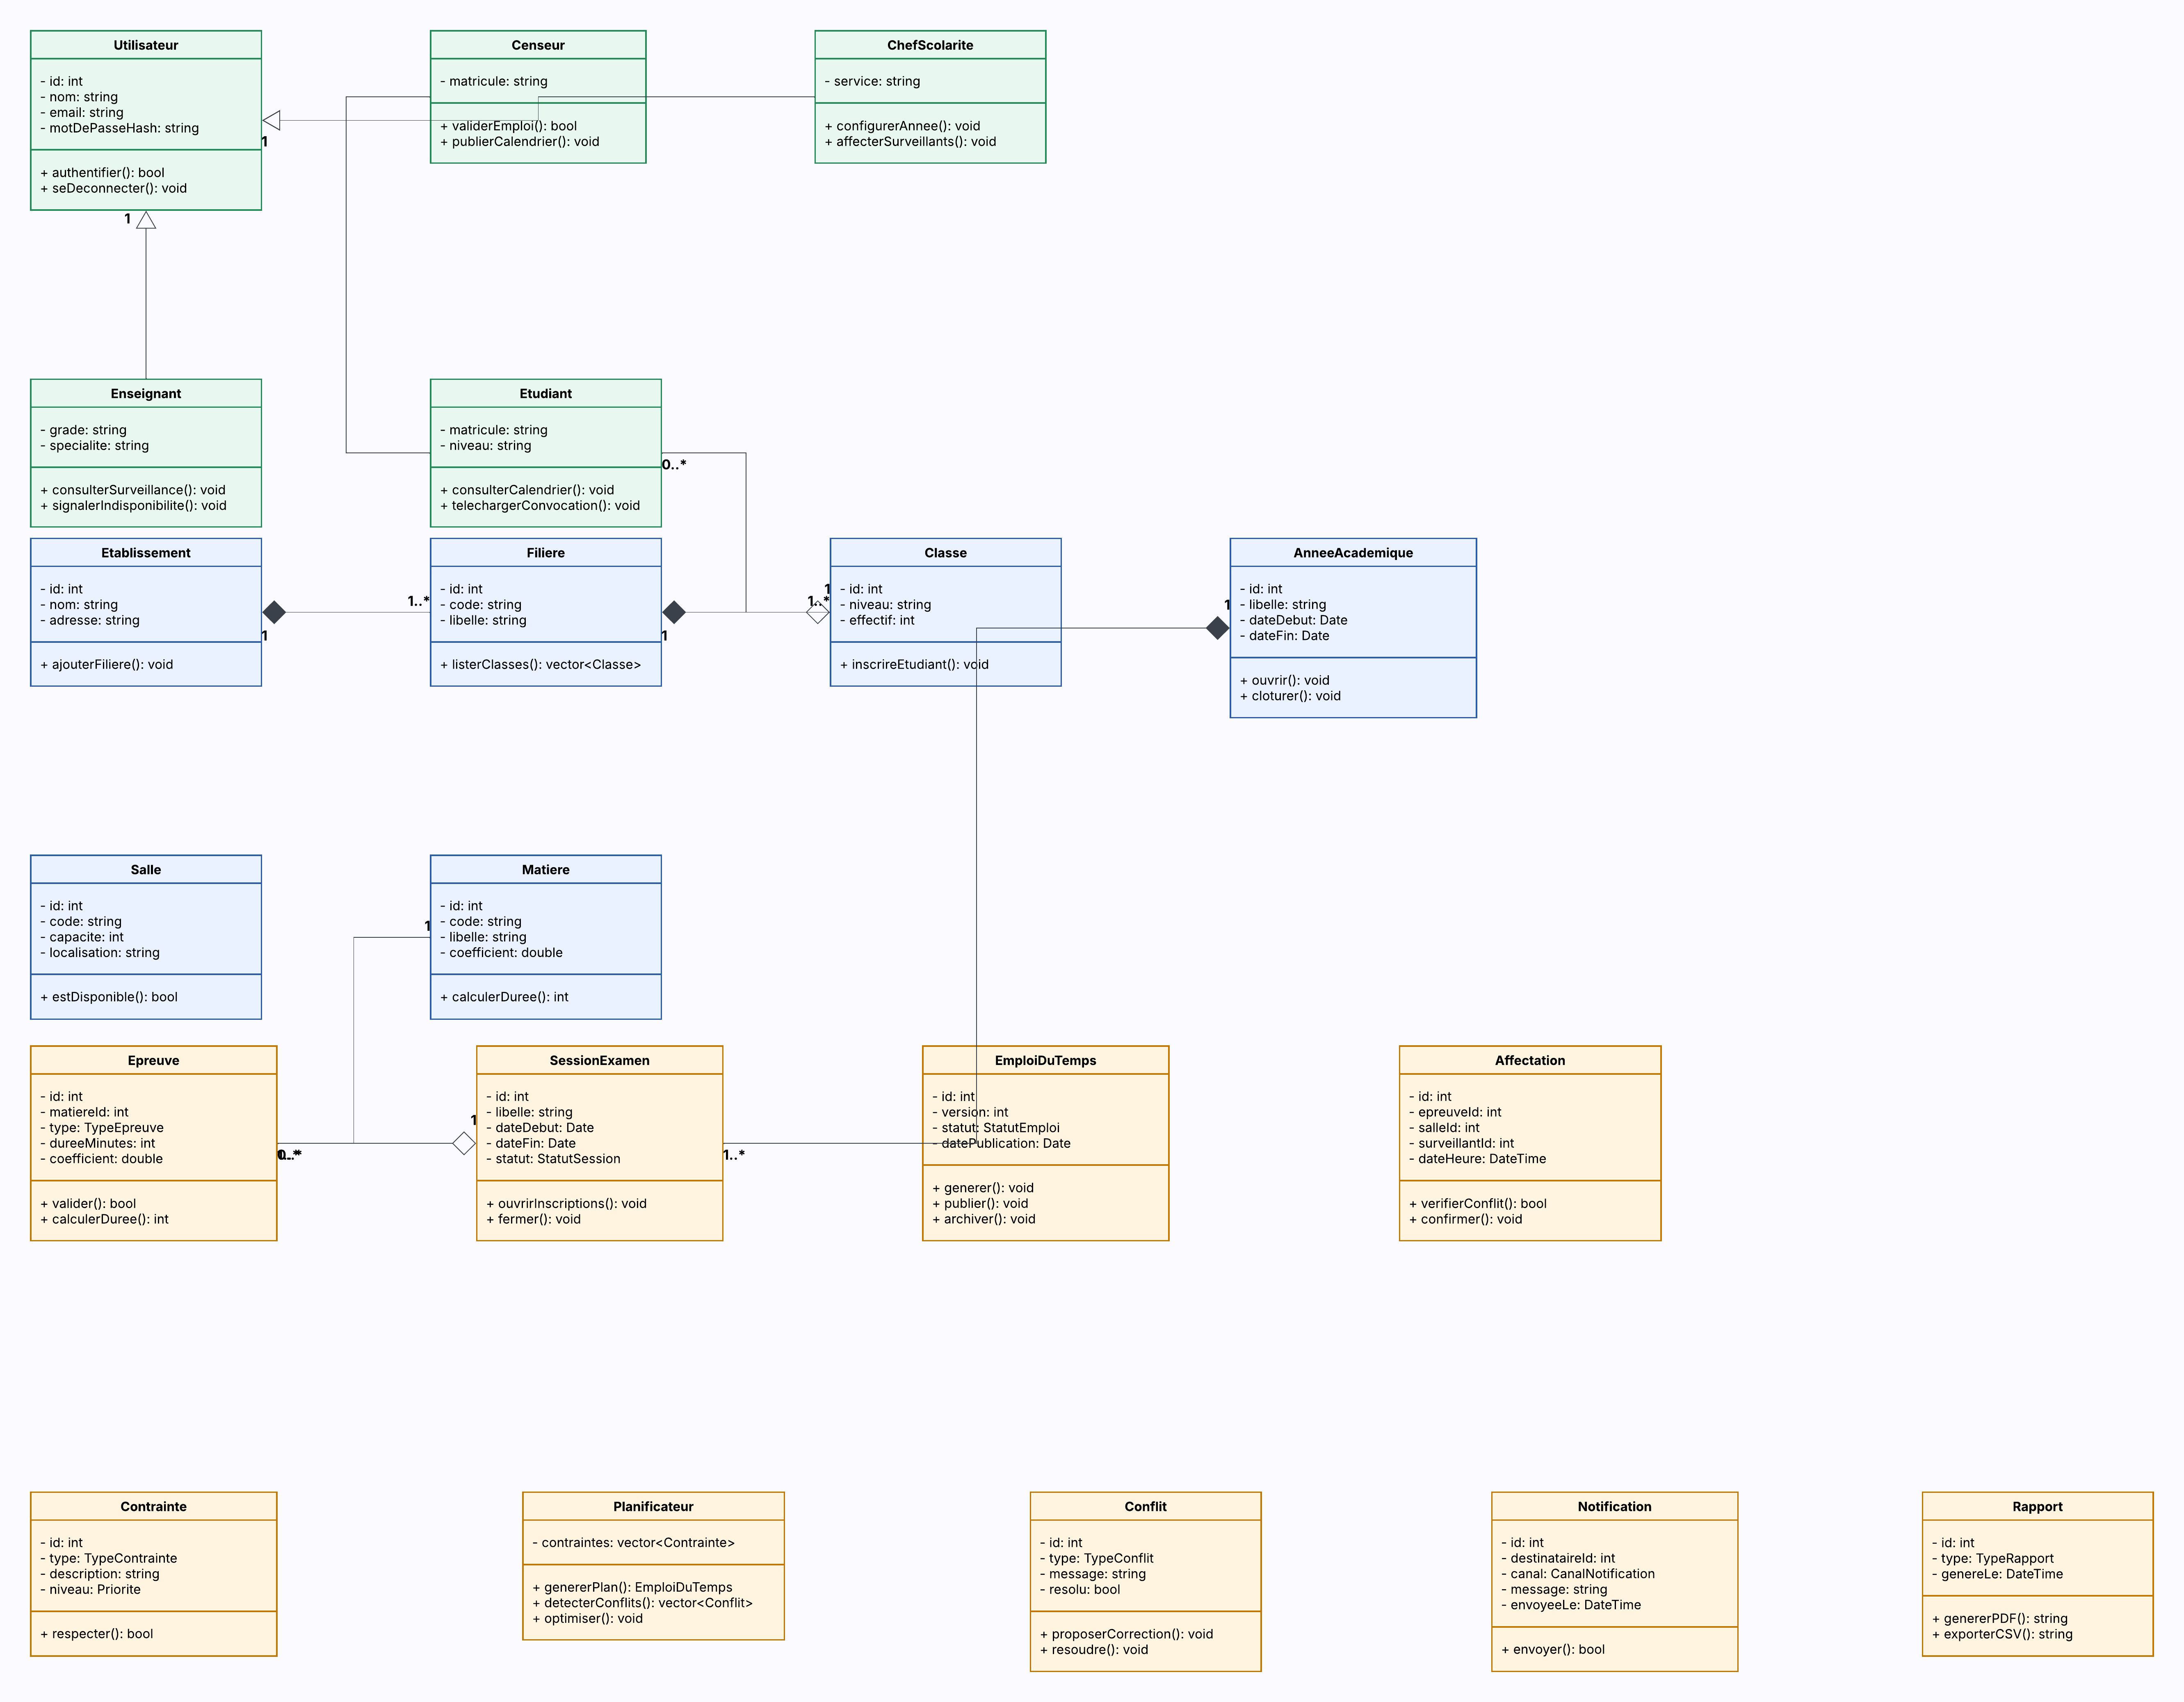 Utilisateur
- id: int
- nom: string
- email: string
- motDePasseHash: string
+ authentifier(): bool
+ seDeconnecter(): void
1
1
Censeur
- matricule: string
+ validerEmploi(): bool
+ publierCalendrier(): void
ChefScolarite
- service: string
+ configurerAnnee(): void
+ affecterSurveillants(): void
Enseignant
- grade: string
- specialite: string
+ consulterSurveillance(): void
+ signalerIndisponibilite(): void
Etudiant
- matricule: string
- niveau: string
+ consulterCalendrier(): void
+ telechargerConvocation(): void
0..*
Etablissement
- id: int
- nom: string
- adresse: string
+ ajouterFiliere(): void
1
1..*
Filiere
- id: int
- code: string
- libelle: string
+ listerClasses(): vector<Classe>
1
1..*
1
Classe
- id: int
- niveau: string
- effectif: int
+ inscrireEtudiant(): void
1
AnneeAcademique
- id: int
- libelle: string
- dateDebut: Date
- dateFin: Date
+ ouvrir(): void
+ cloturer(): void
Salle
- id: int
- code: string
- capacite: int
- localisation: string
+ estDisponible(): bool
1
Matiere
- id: int
- code: string
- libelle: string
- coefficient: double
+ calculerDuree(): int
Epreuve
- id: int
- matiereId: int
- type: TypeEpreuve
- dureeMinutes: int
- coefficient: double
+ valider(): bool
+ calculerDuree(): int
1
SessionExamen
- id: int
- libelle: string
- dateDebut: Date
- dateFin: Date
- statut: StatutSession
+ ouvrirInscriptions(): void
+ fermer(): void
1..*
EmploiDuTemps
- id: int
- version: int
- statut: StatutEmploi
- datePublication: Date
+ generer(): void
+ publier(): void
+ archiver(): void
Affectation
- id: int
- epreuveId: int
- salleId: int
- surveillantId: int
- dateHeure: DateTime
+ verifierConflit(): bool
+ confirmer(): void
Contrainte
- id: int
- type: TypeContrainte
- description: string
- niveau: Priorite
+ respecter(): bool
Planificateur
- contraintes: vector<Contrainte>
+ genererPlan(): EmploiDuTemps
+ detecterConflits(): vector<Conflit>
+ optimiser(): void
Conflit
- id: int
- type: TypeConflit
- message: string
- resolu: bool
+ proposerCorrection(): void
+ resoudre(): void
Notification
- id: int
- destinataireId: int
- canal: CanalNotification
- message: string
- envoyeeLe: DateTime
+ envoyer(): bool
Rapport
- id: int
- type: TypeRapport
- genereLe: DateTime
+ genererPDF(): string
+ exporterCSV(): string